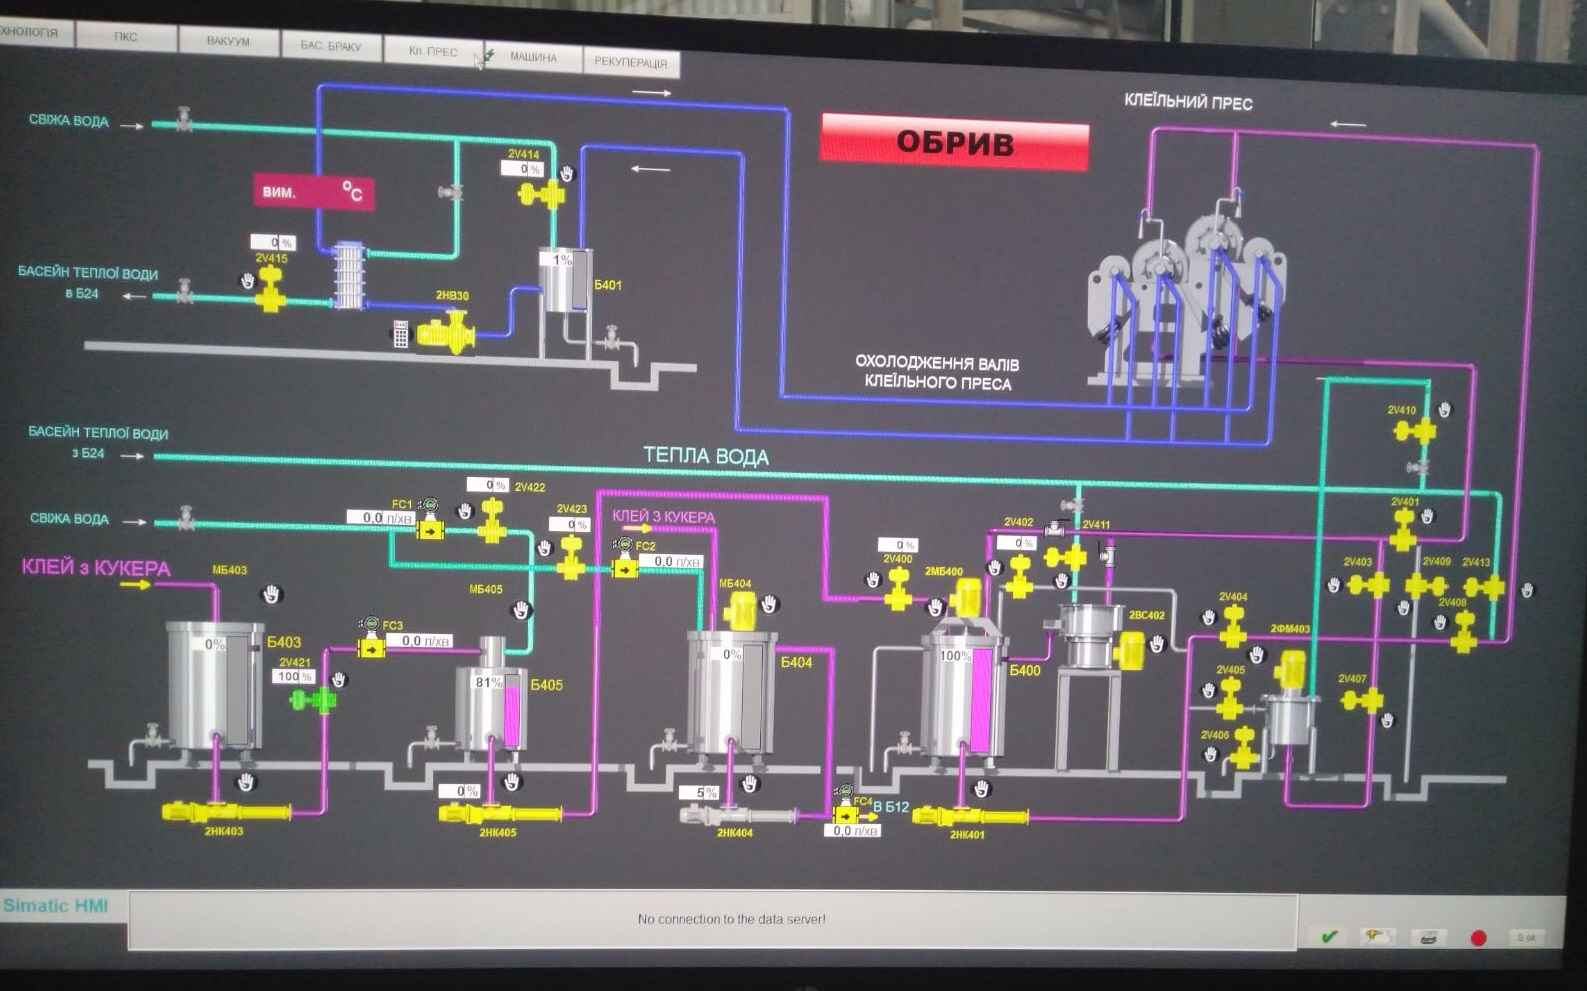 ХНОЛОГІЯ
ПКС
ВАКУУМ
БАС. БРАКУ
Кл. ПРЕС
МАШИНА
РЕКУПЕРАЦІЯ
СВІЖА ВОДА
2V414
0 %
ОБРИВ
КЛЕЇЛЬНИЙ ПРЕС
вим. °C
0 %
2V415
БАСЕЙН ТЕПЛОЇ ВОДИ
в Б24
2НВ30
1%
Б401
ОХОЛОДЖЕННЯ ВАЛІВ
КЛЕЇЛЬНОГО ПРЕСА
2V410
БАСЕЙН ТЕПЛОЇ ВОДИ
з Б24
ТЕПЛА ВОДА
СВІЖА ВОДА
FC1
0,0 п/хв
0 %
2V422
2V423
0 %
КЛЕЙ З КУКЕРА
FC2
0,0 п/хв
2V402
2V411
2V401
0 %
0 %
2V400
2МБ400
2V403
2V409
2V413
КЛЕЙ з КУКЕРА
МБ403
МБ405
МБ404
2V404
2V408
2ВС402
2ФМ403
FC3
0,0 п/хв
0%
Б403
2V421
100 %
81%
Б405
0%
Б404
100%
Б400
2V405
2V407
2V406
0 %
5 %
2НК403
2НК405
2НК404
FC4
В Б12
0,0 п/хв
2НК401
Simatic HMI
No connection to the data server!